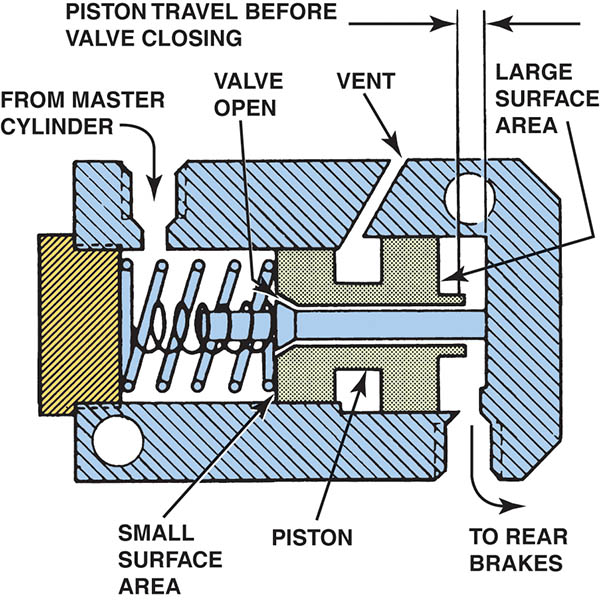 PISTON TRAVEL BEFORE
VALVE CLOSING
FROM MASTER
CYLINDER
VALVE
OPEN
VENT
LARGE
SURFACE
AREA
SMALL
SURFACE
AREA
PISTON
TO REAR
BRAKES